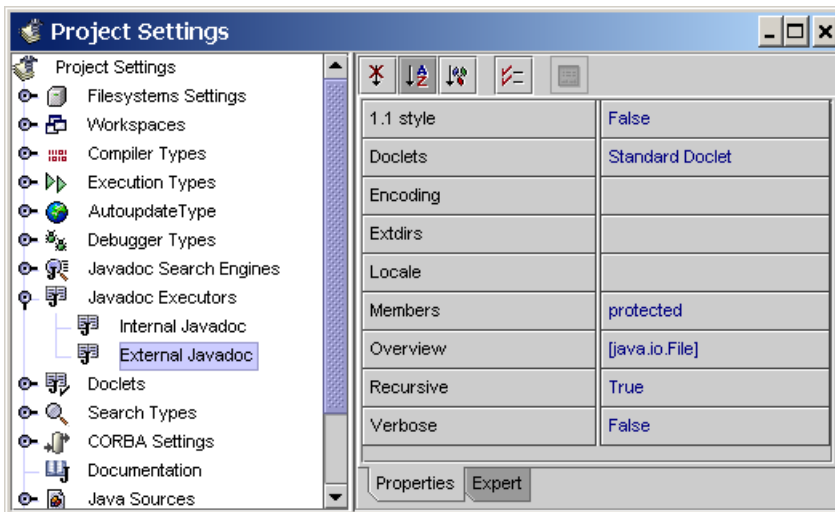 Project Settings
Project Settings
Filesystems Settings
Workspaces
Compiler Types
Execution Types
AutoupdateType
Debugger Types
Javadoc Search Engines
Javadoc Executors
Internal Javadoc
External Javadoc
Doclets
Search Types
CORBA Settings
Documentation
Java Sources
1.1 style False
Doclets Standard Doclet
Encoding
Extdirs
Locale
Members protected
Overview [java.io.File]
Recursive True
Verbose False
Properties Expert